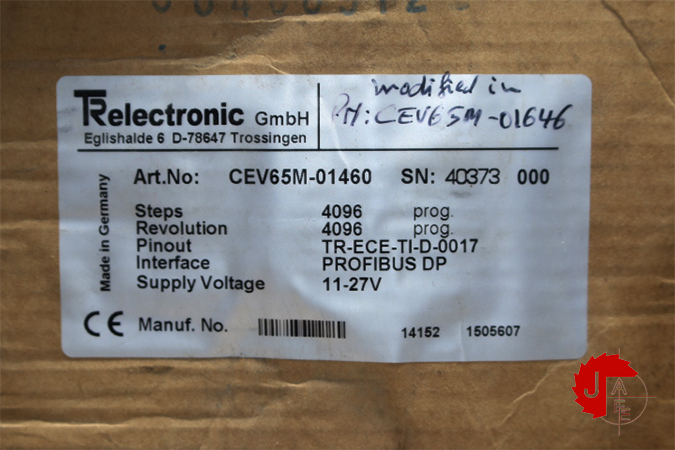 TRelectronic GmbH
Eglishalde 6 D-78647 Trossingen
modified in
PN: CEV65M-01646
Made in Germany
Art.No: CEV65M-01460 SN: 40373 000
Steps 4096 prog.
Revolution 4096 prog.
Pinout TR-ECE-TI-D-0017
Interface PROFIBUS DP
Supply Voltage 11-27V
CE Manuf. No. 14152 1505607